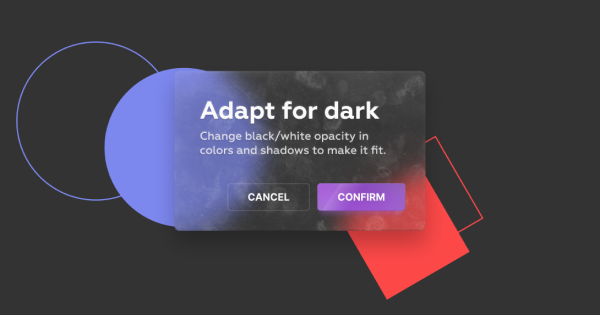 Adapt for dark
Change black/white opacity in
colors and shadows to make it fit.
CANCEL
CONFIRM